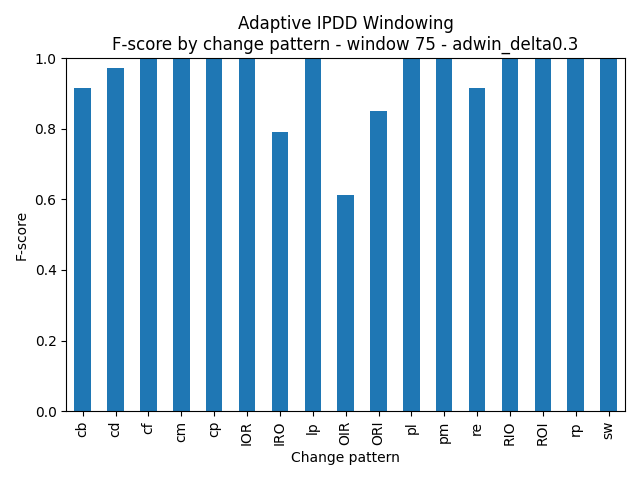 Adaptive IPDD Windowing
F-score by change pattern - window 75 - adwin_delta0.3
F-score
1.0
0.8
0.6
0.4
0.2
0.0
cb
cd
cf
cm
cp
IOR
IRO
lp
OIR
ORI
pl
pm
re
RIO
ROI
rp
sw
Change pattern